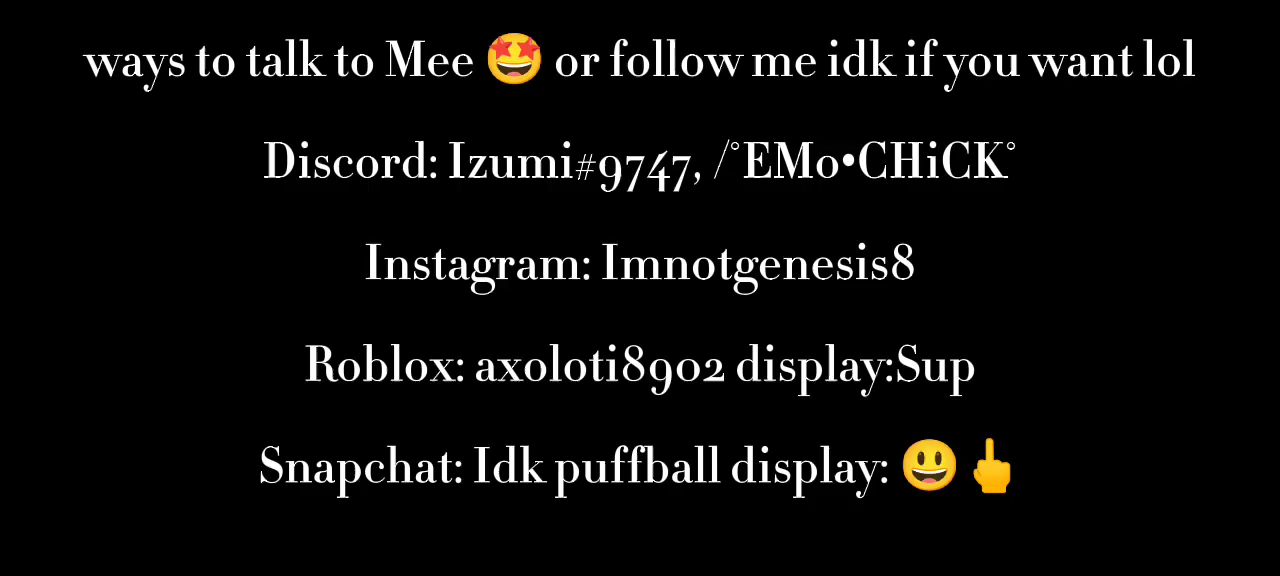 ways to talk to Mee 🤩 or follow me idk if you want lol
Discord: Izumi#9747, /°EMo•CHiCK°
Instagram: Imnotgenesis8
Roblox: axoloti8902 display:Sup
Snapchat: Idk puffball display: 😃🖕